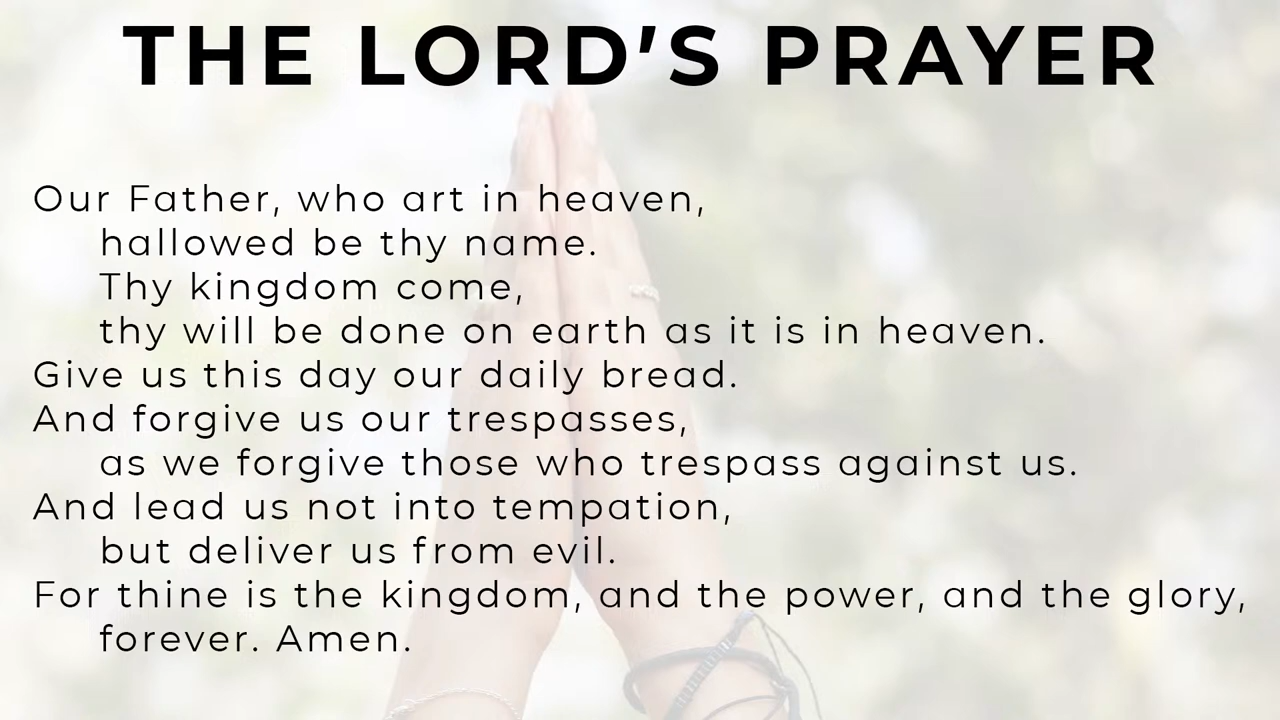 THE LORD'S PRAYER
Our Father, who art in heaven,
hallowed be thy name.
Thy kingdom come,
thy will be done on earth as it is in heaven.
Give us this day our daily bread.
And forgive us our trespasses,
as we forgive those who trespass against us.
And lead us not into tempation,
but deliver us from evil.
For thine is the kingdom, and the power, and the glory,
forever. Amen.